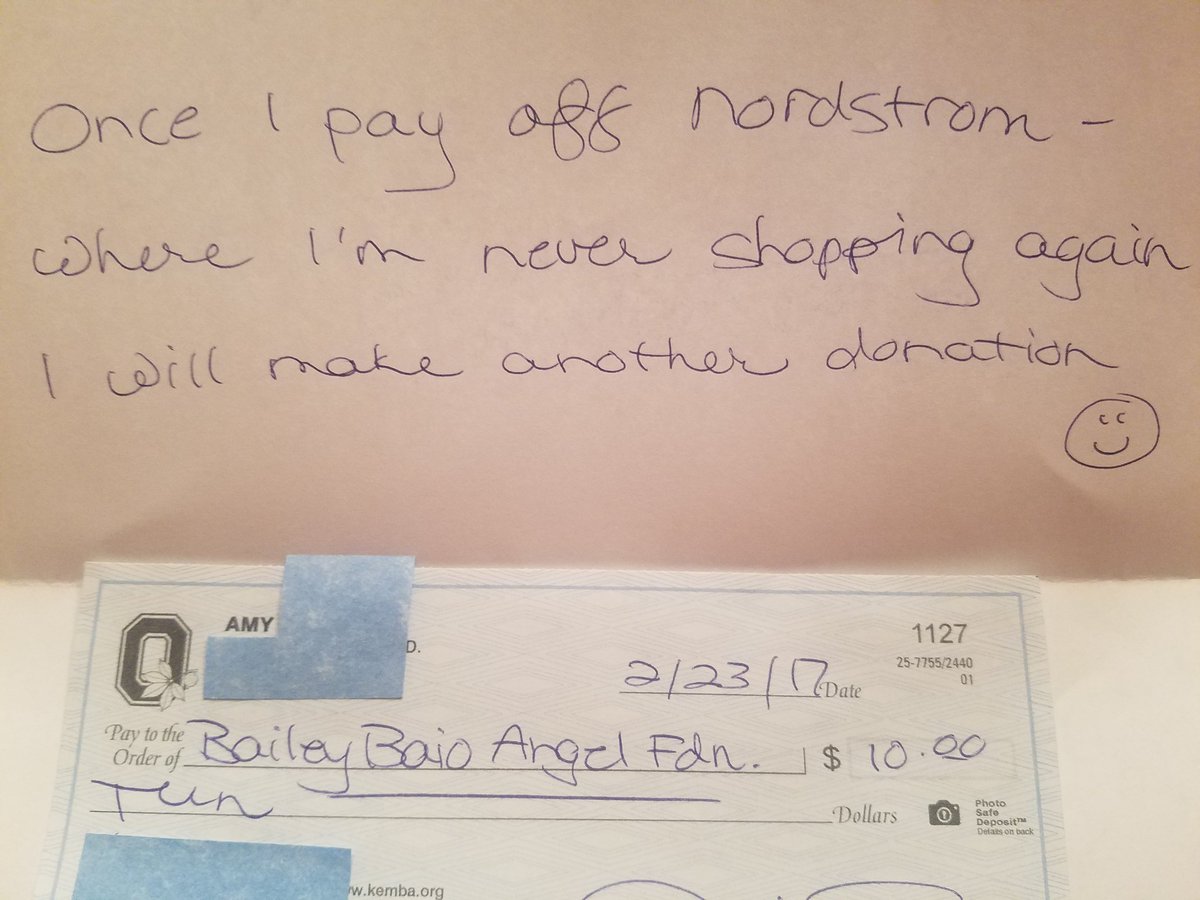 Once I pay off nordstrom -
where I'm never shopping again
I will make another donation
AMY
D.
1127
25-7755/2440
01
2/23/17 Date
Pay to the
Order of Bailey Baio Angel Fdn. $ 10.00
Ten Dollars
Photo
Safe
Deposit™
Details on back
w.kemba.org